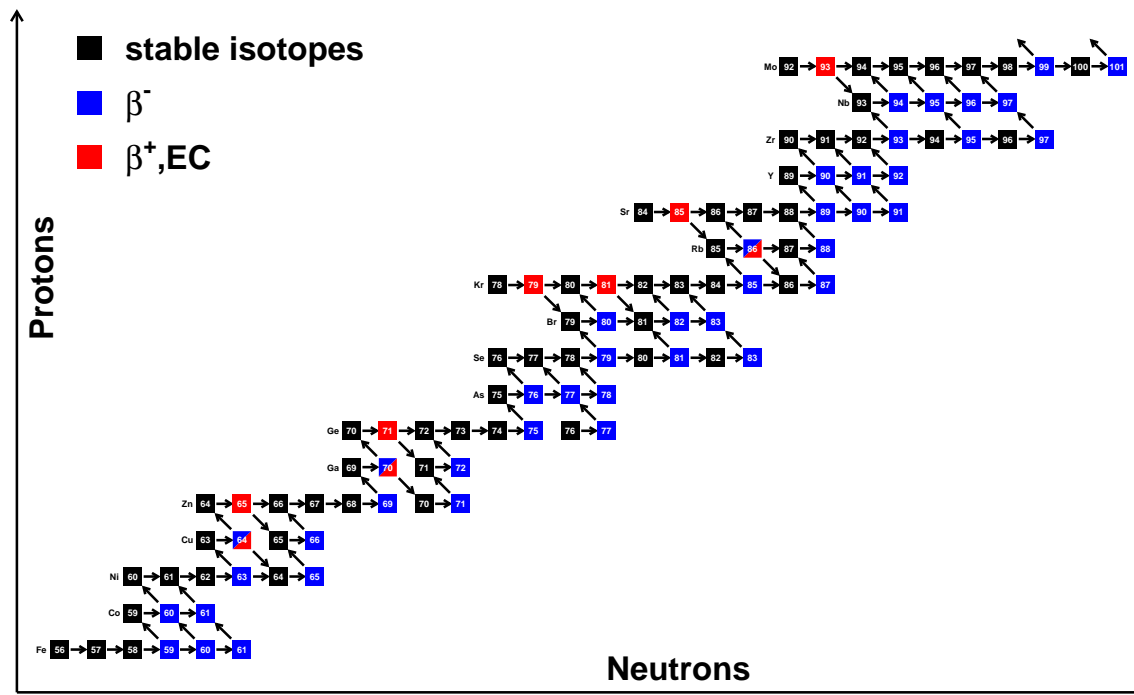 stable isotopes
β⁻
β⁺,EC
Protons
Neutrons
Mo 92 93 94 95 96 97 98 99 100 101
Nb 93 94 95 96 97
Zr 90 91 92 93 94 95 96 97
Y 89 90 91 92
Sr 84 85 86 87 88 89 90 91
Rb 85 86 87 88
Kr 78 79 80 81 82 83 84 85 86 87
Br 79 80 81 82 83
Se 76 77 78 79 80 81 82 83
As 75 76 77 78
Ge 70 71 72 73 74 75 76 77
Ga 69 70 71 72
Zn 64 65 66 67 68 69 70 71
Cu 63 64 65 66
Ni 60 61 62 63 64 65
Co 59 60 61
Fe 56 57 58 59 60 61